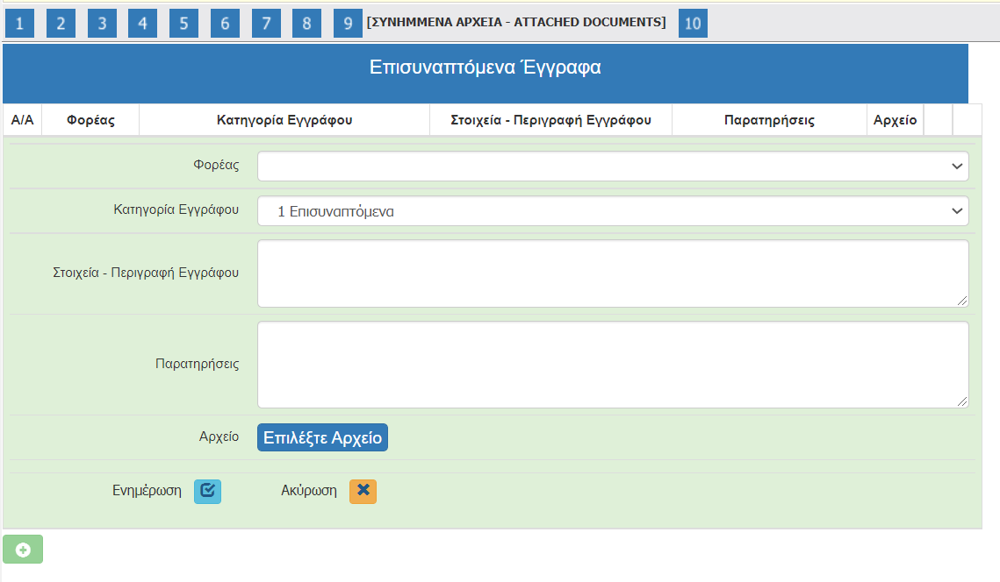 1 2 3 4 5 6 7 8 9 [ΣΥΝΗΜΜΕΝΑ ΑΡΧΕΙΑ - ATTACHED DOCUMENTS] 10
Επισυναπτόμενα Έγγραφα
Α/Α Φορέας Κατηγορία Εγγράφου Στοιχεία - Περιγραφή Εγγράφου Παρατηρήσεις Αρχείο
Φορέας
Κατηγορία Εγγράφου 1 Επισυναπτόμενα
Στοιχεία - Περιγραφή Εγγράφου
Παρατηρήσεις
Αρχείο Επιλέξτε Αρχείο
Ενημέρωση Ακύρωση